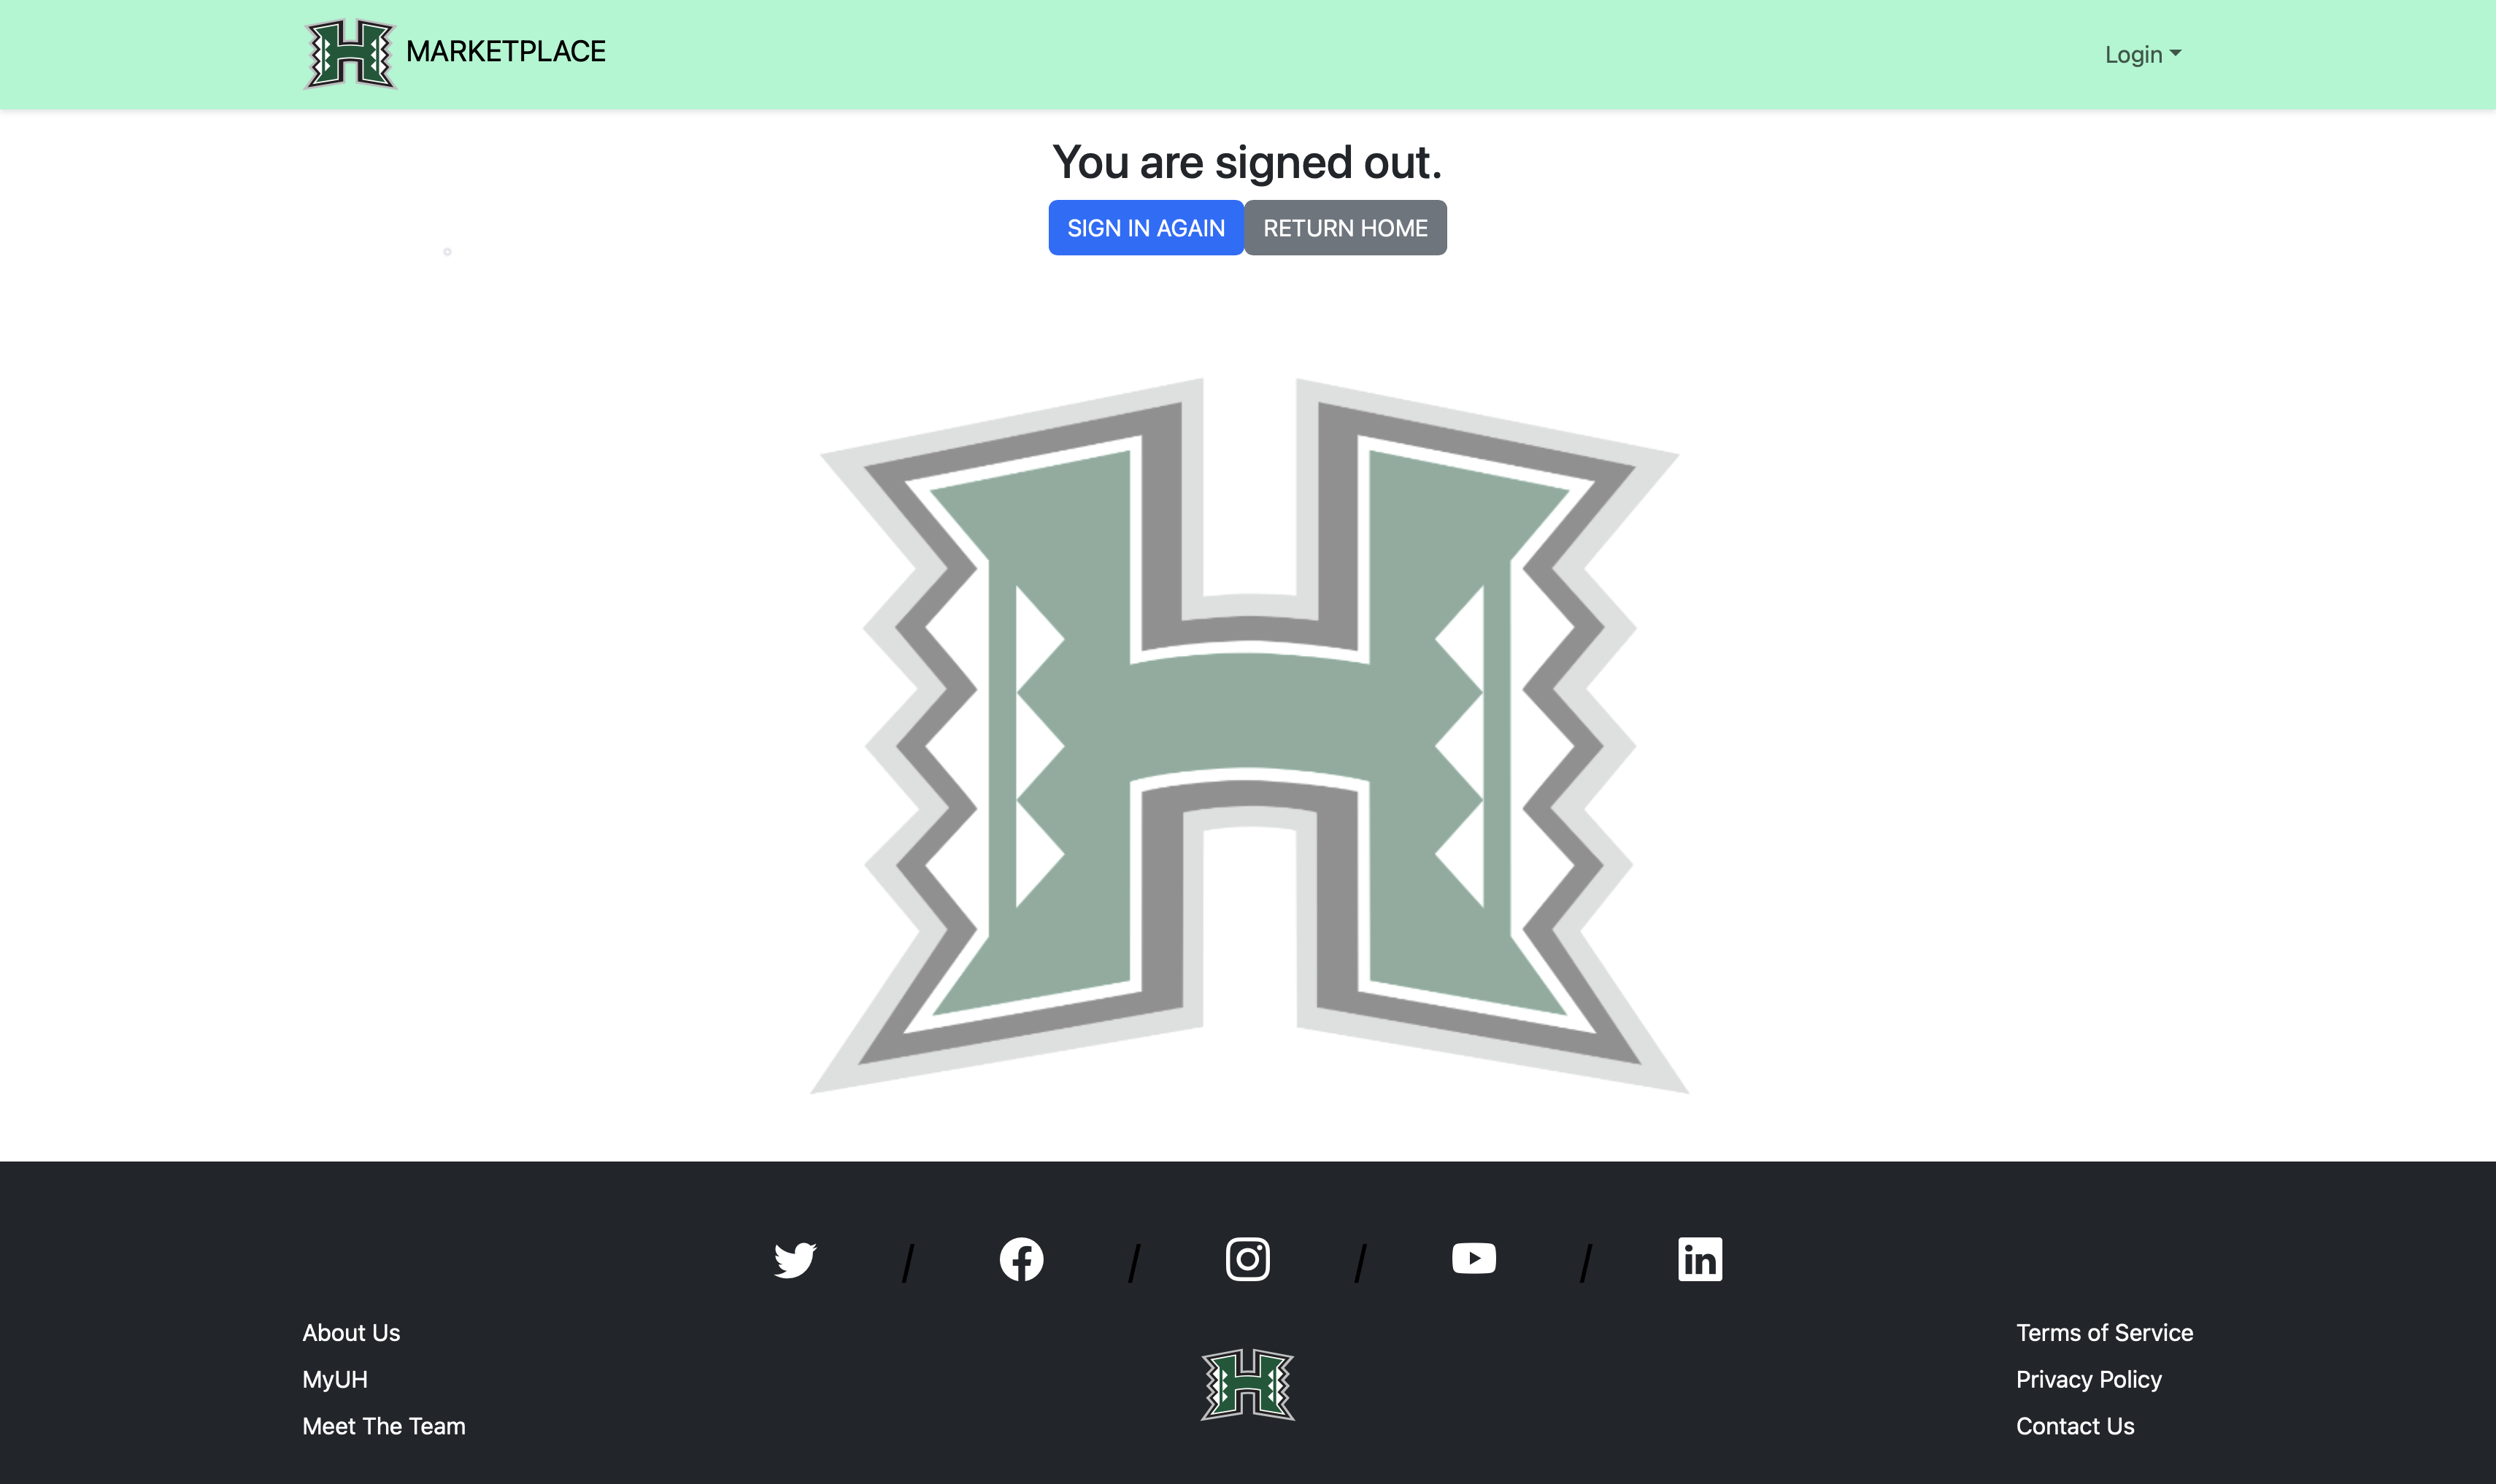 MARKETPLACE
Login
You are signed out.
SIGN IN AGAIN
RETURN HOME
/ / / /
About Us
MyUH
Meet The Team
Terms of Service
Privacy Policy
Contact Us